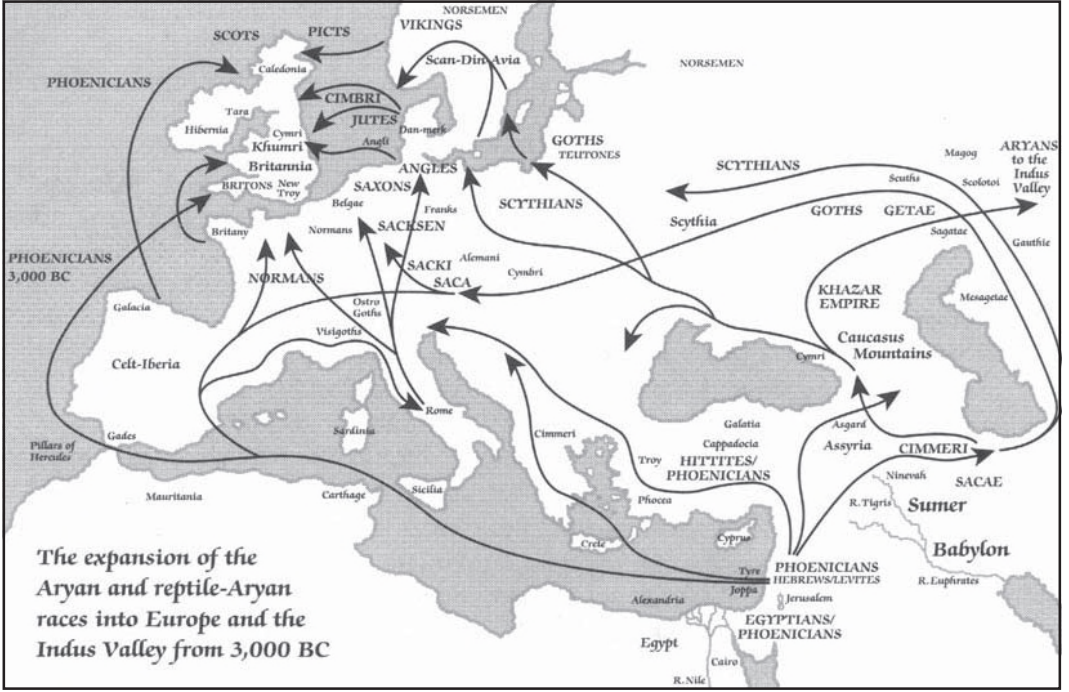 NORSEMEN
VIKINGS
SCOTS
PICTS
Scan-Din-Avia
NORSEMEN
Caledonia
PHOENICIANS
CIMBRI
Tara
JUTES
Dan-merk
Hibernia
Cymri
Angli
Khumri
GOTHS
TEUTONES
Britannia
ANGLES
BRITONS
New
Troy
SAXONS
Belgae
Franks
SCYTHIANS
SCYTHIANS
Magog
ARYANS
to the
Indus
Valley
Scuths
Scolotoi
Scythia
GOTHS
GETAE
Sagatae
Gauthie
Britany
Normans
SACKSEN
PHOENICIANS
3,000 BC
NORMANS
SACKI
SACA
Alemani
Cymbri
Galacia
Ostro
Goths
Visigoths
KHAZAR
EMPIRE
Mesagetae
Caucasus
Mountains
Cymri
Celt-Iberia
Rome
Sardinia
Cimmeri
Galatia
Cappadocia
Asgard
Assyria
CIMMERI
Pillars of
Hercules
Gades
Troy
HITTITES/
PHOENICIANS
Ninevah
SACAE
Mauritania
Carthage
Sicilia
Phocea
R. Tigris
Sumer
Crete
Cyprus
Babylon
Tyre
PHOENICIANS
HEBREWS/LEVITES
R. Euphrates
Joppa
Jerusalem
Alexandria
EGYPTIANS/
PHOENICIANS
Egypt
Cairo
R. Nile
The expansion of the
Aryan and reptile-Aryan
races into Europe and the
Indus Valley from 3,000 BC